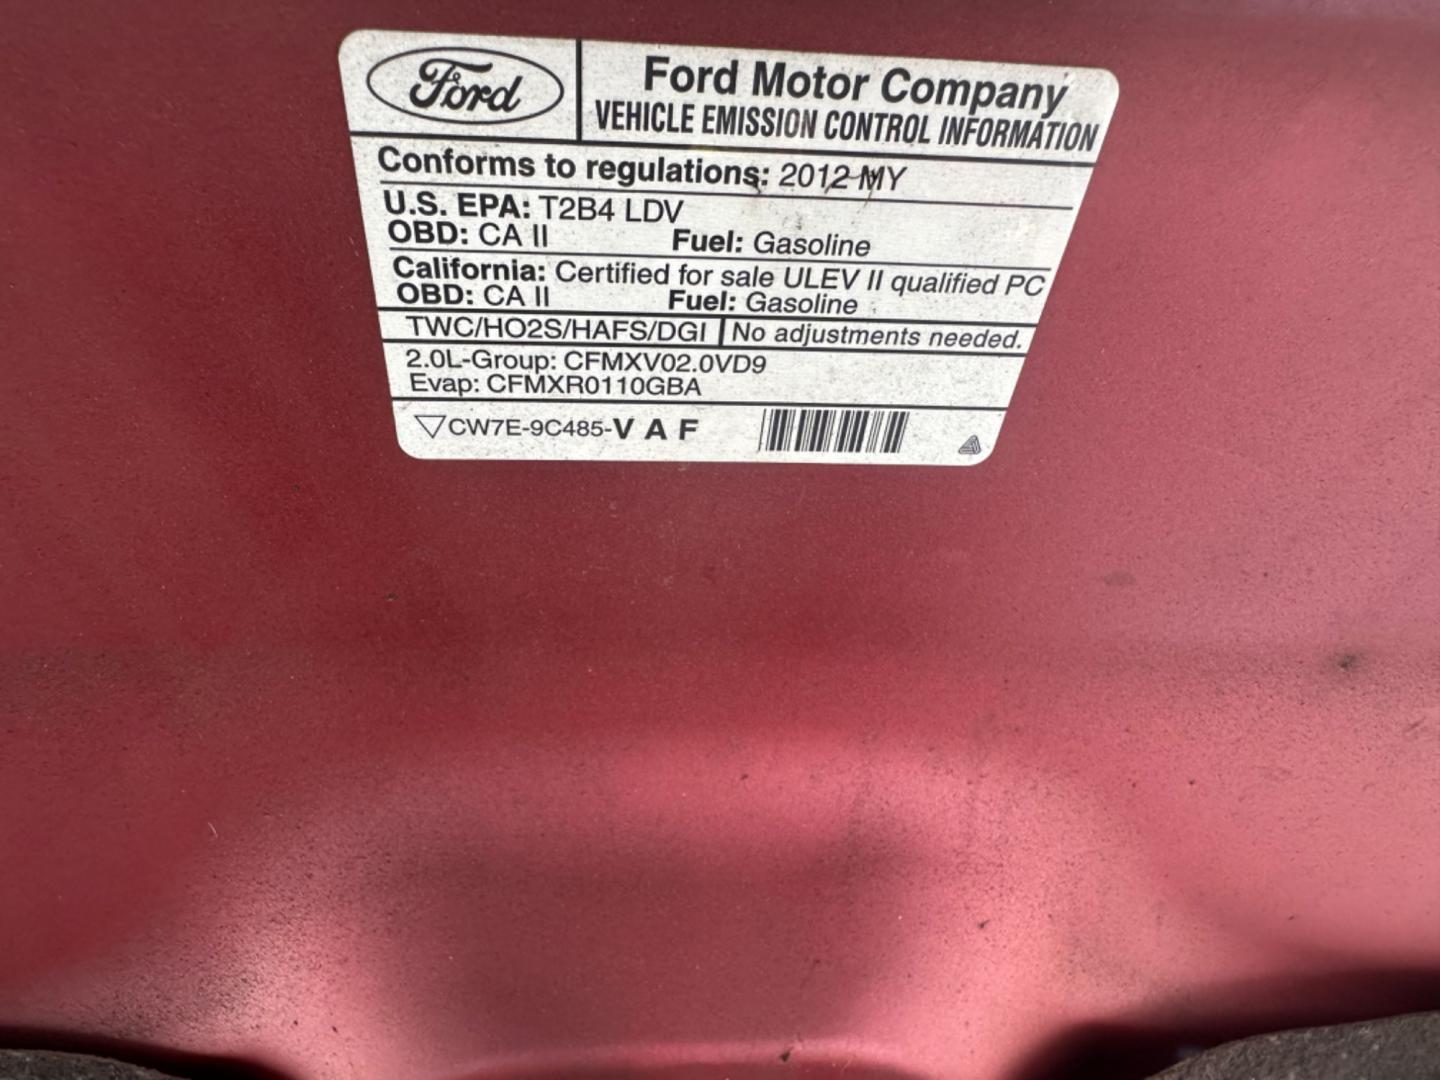 Ford
Ford Motor Company
VEHICLE EMISSION CONTROL INFORMATION
Conforms to regulations: 2012 MY
U.S. EPA: T2B4 LDV
OBD: CA II Fuel: Gasoline
California: Certified for sale ULEV II qualified PC
OBD: CA II Fuel: Gasoline
TWC/HO2S/HAFS/DGI No adjustments needed.
2.0L-Group: CFMXV02.0VD9
Evap: CFMXR0110GBA
CW7E-9C485-V A F